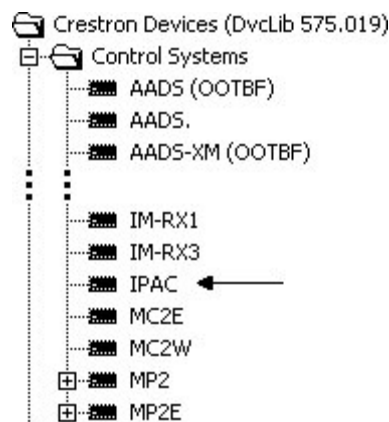 Crestron Devices (DvcLib 575.019)
Control Systems
AADS (OOTBF)
AADS.
AADS-XM (OOTBF)
IM-RX1
IM-RX3
IPAC
MC2E
MC2W
MP2
MP2E